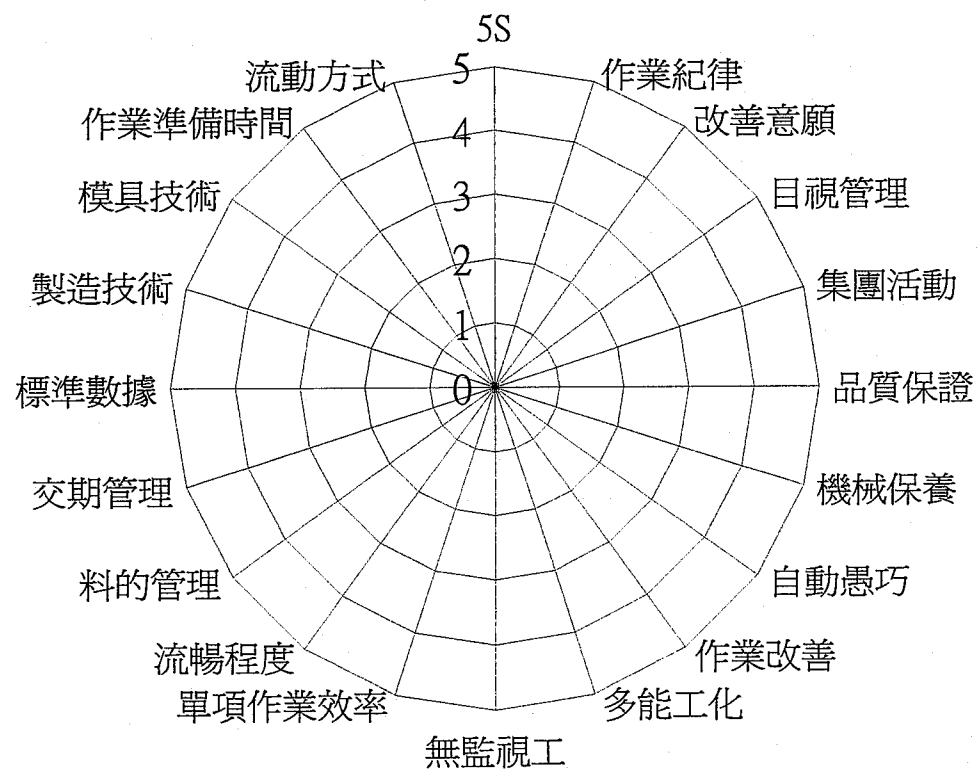 5S
作業紀律
改善意願
目視管理
集團活動
品質保證
機械保養
自動愚巧
作業改善
多能工化
無監視工
單項作業效率
流暢程度
料的管理
交期管理
標準數據
製造技術
模具技術
作業準備時間
流動方式
5
4
3
2
1
0